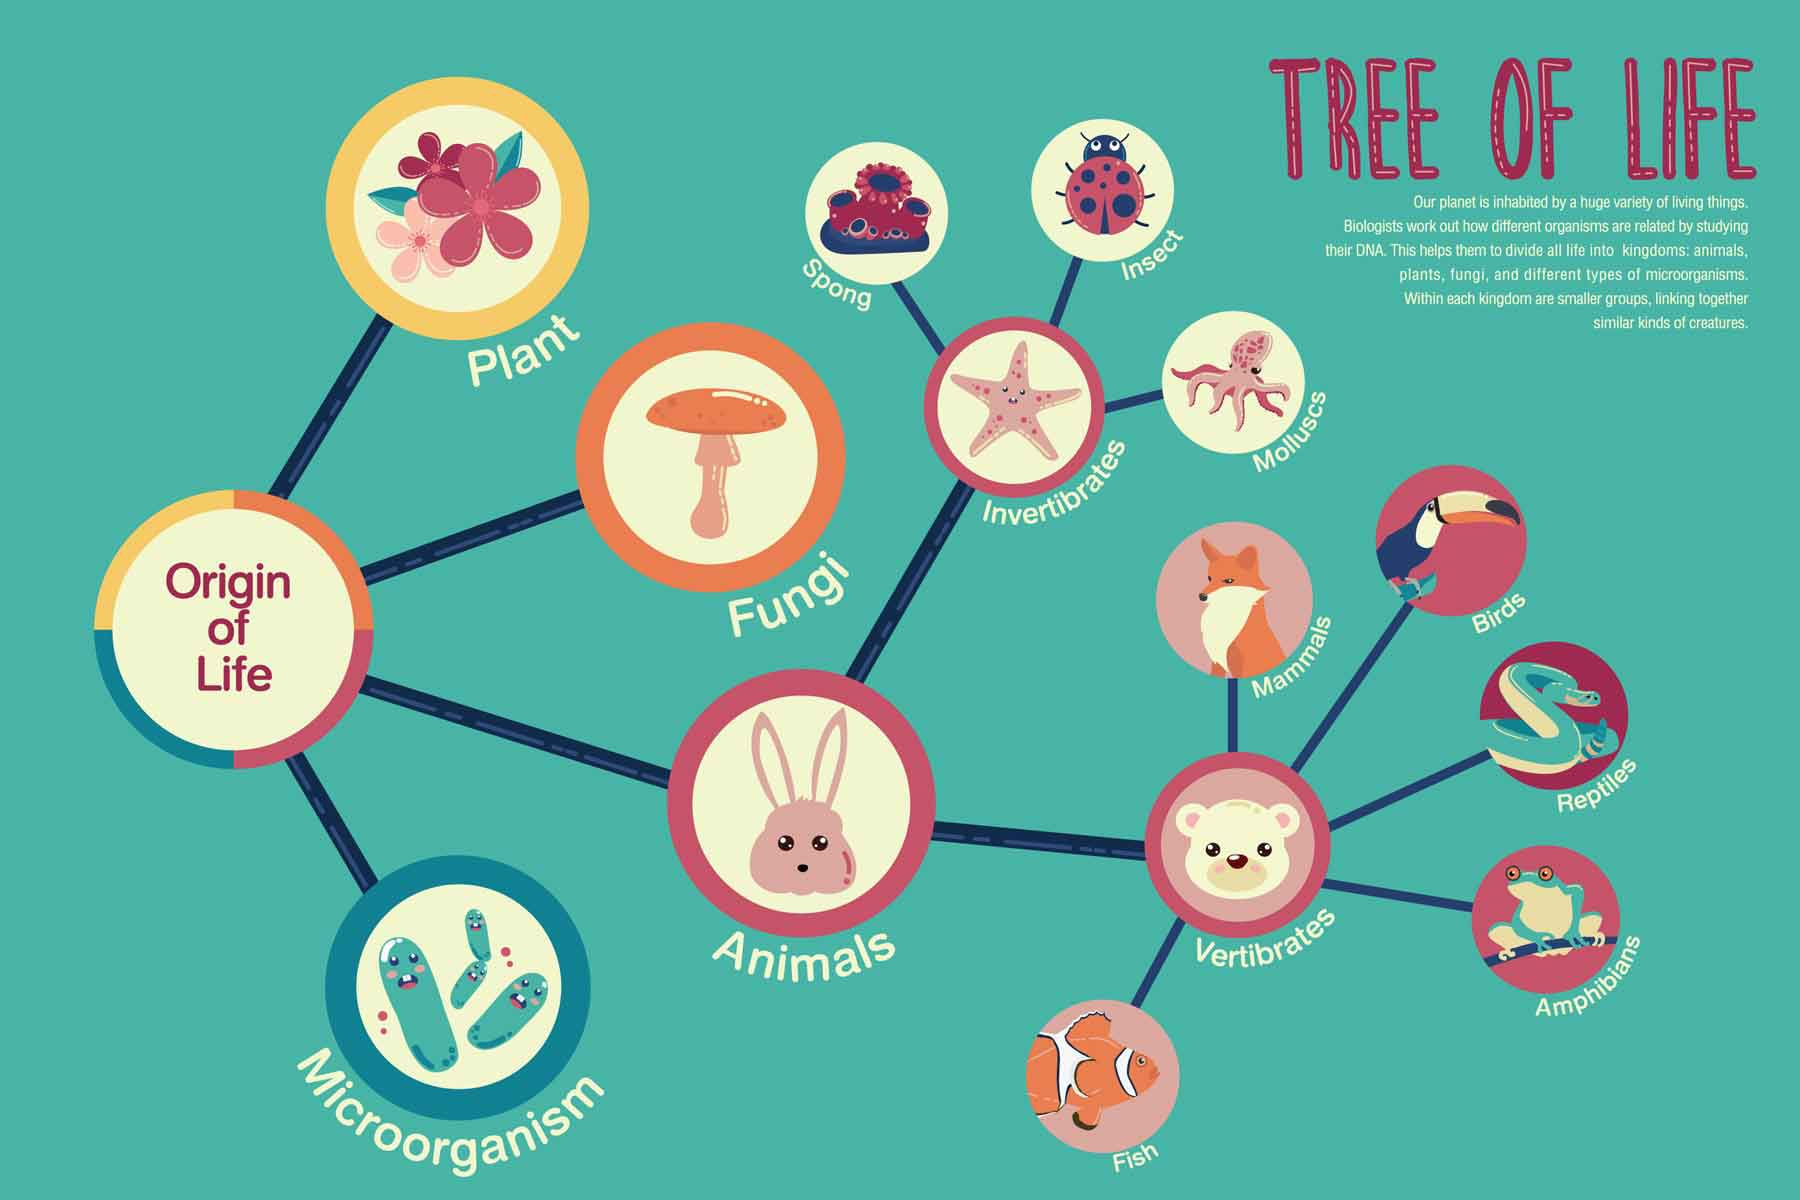 TREE OF LIFE
Our planet is inhabited by a huge variety of living things.
Biologists work out how different organisms are related by studying
their DNA. This helps them to divide all life into kingdoms: animals,
plants, fungi, and different types of microorganisms.
Within each kingdom are smaller groups, linking together
similar kinds of creatures.
Origin
of
Life
Plant
Fungi
Animals
Microorganism
Invertibrates
Spong
Insect
Molluscs
Vertibrates
Mammals
Birds
Reptiles
Amphibians
Fish